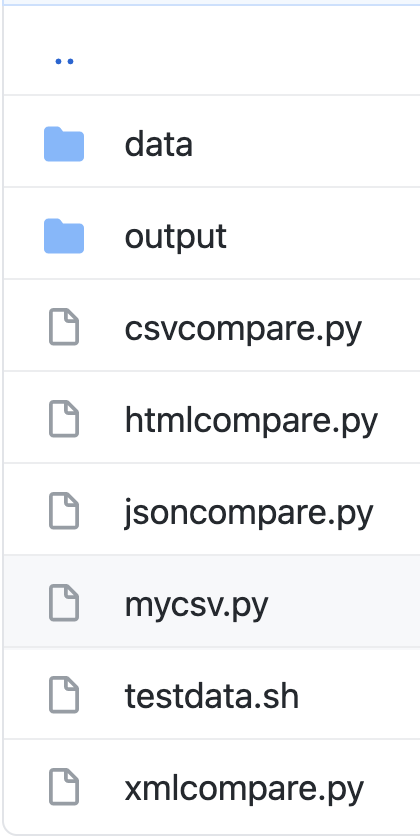 ..
data
output
csvcompare.py
htmlcompare.py
jsoncompare.py
mycsv.py
testdata.sh
xmlcompare.py